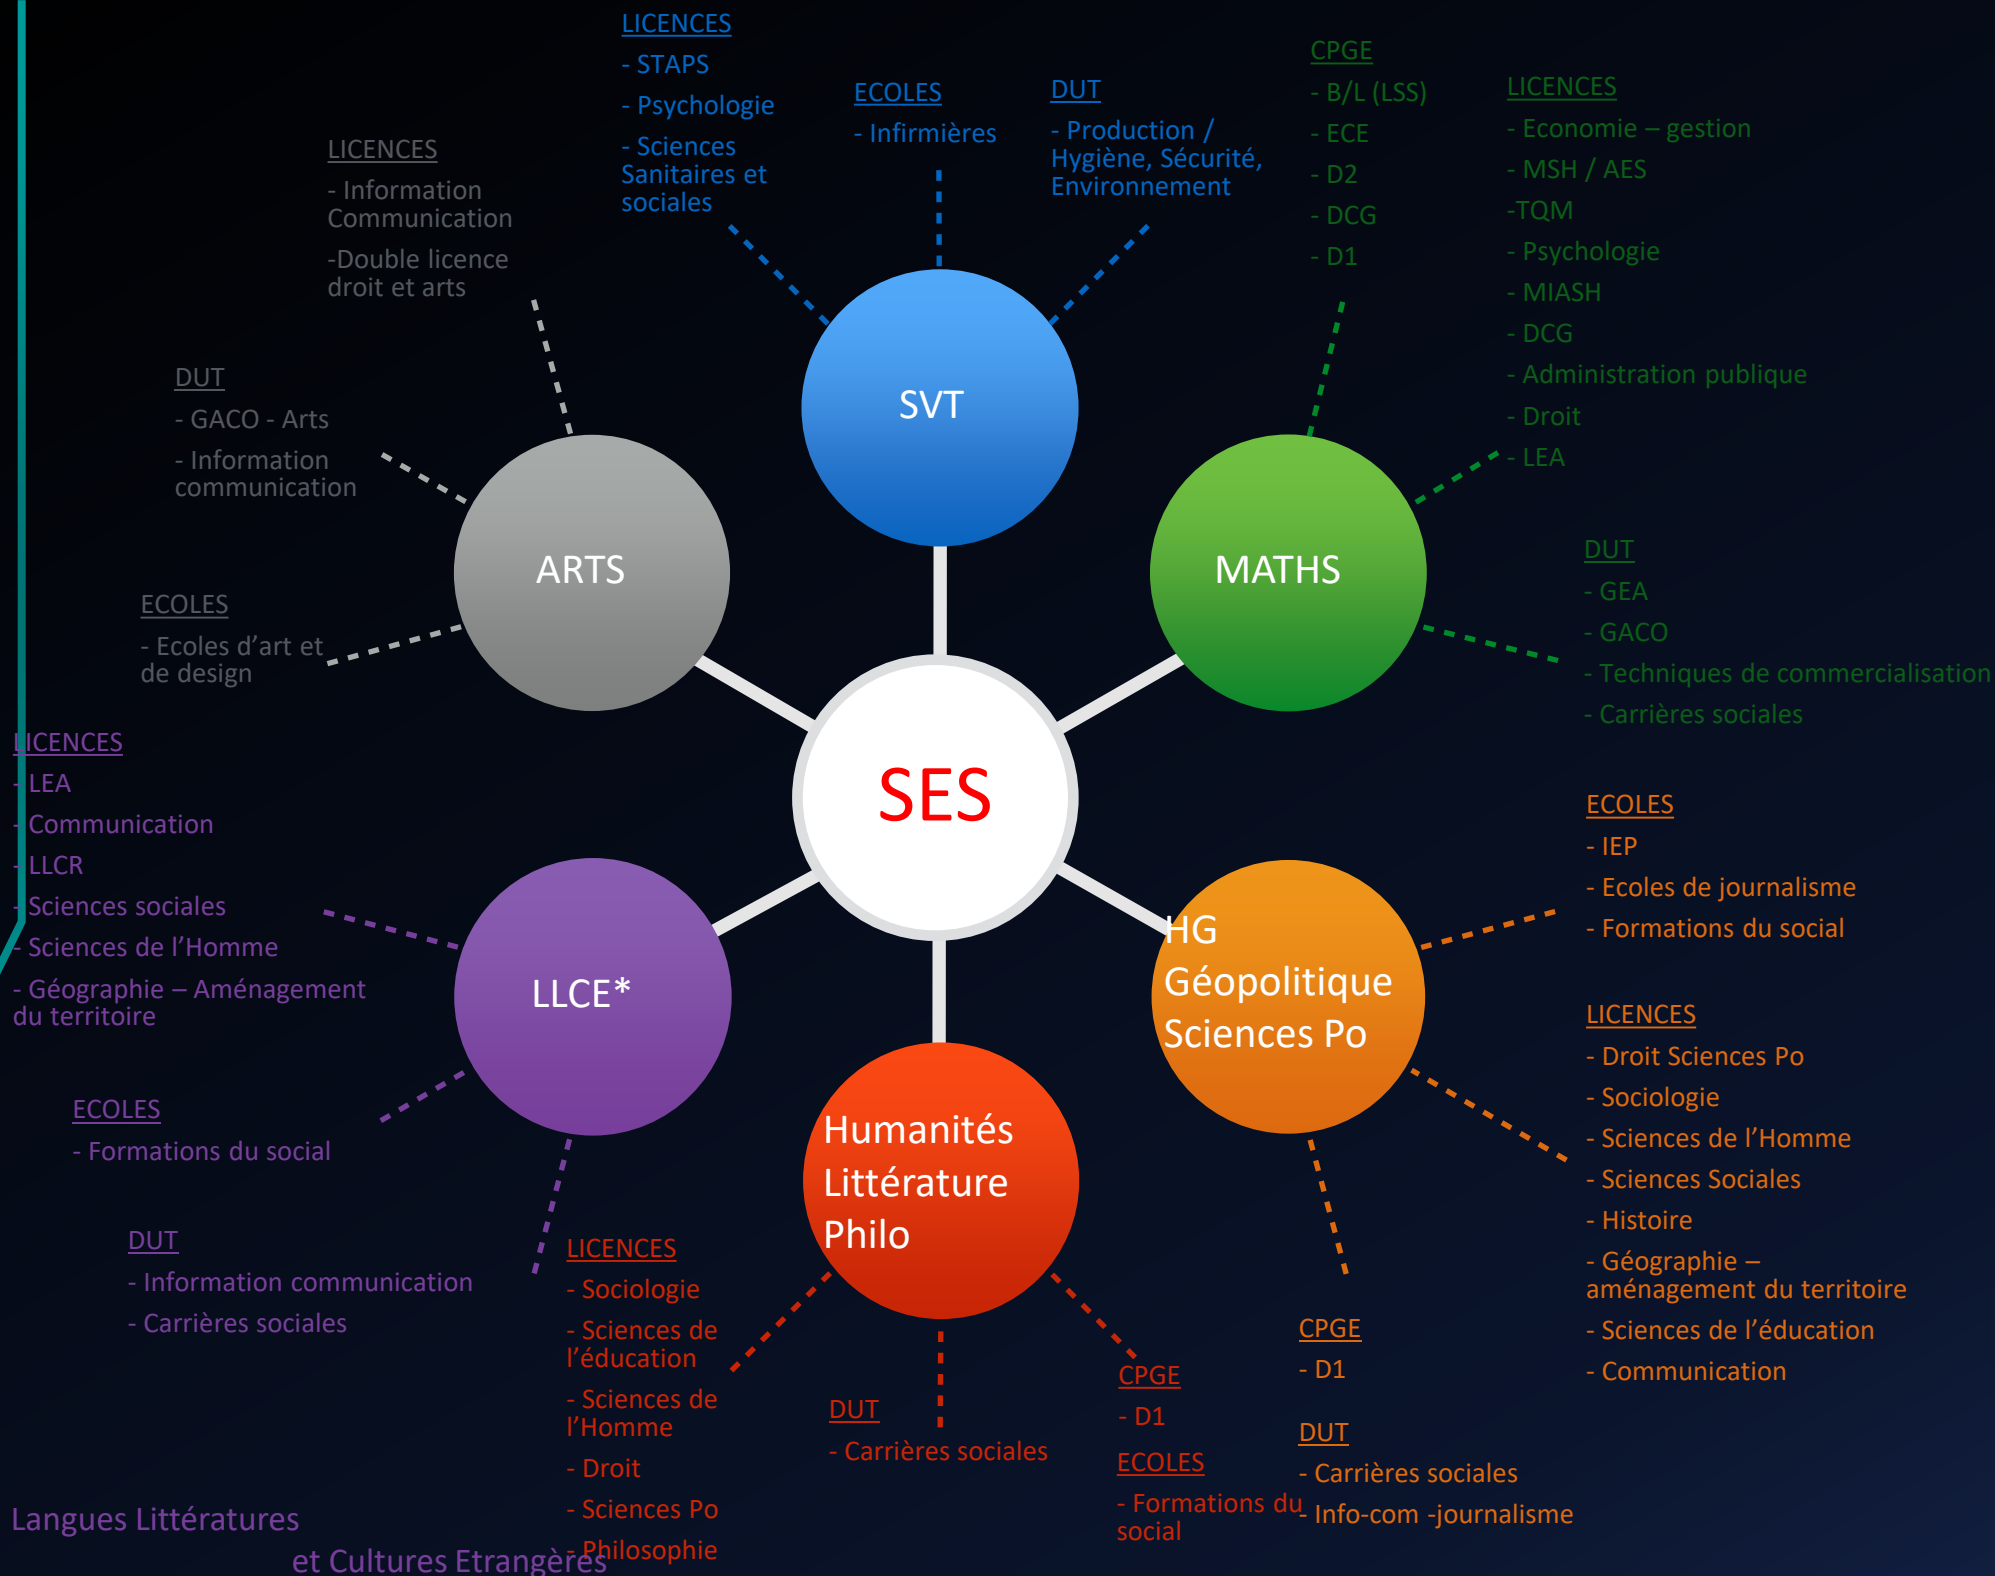 LICENCES
- STAPS
- Psychologie
- Sciences
Sanitaires et
sociales
ECOLES
- Infirmières
DUT
- Production /
Hygiène, Sécurité,
Environnement
CPGE
- B/L (LSS)
- ECE
- D2
- DCG
- D1
LICENCES
- Economie – gestion
- MSH / AES
-TQM
- Psychologie
- MIASH
- DCG
- Administration publique
- Droit
- LEA
LICENCES
- Information
Communication
-Double licence
droit et arts
DUT
- GACO - Arts
- Information
communication
ECOLES
- Ecoles d’art et
de design
SVT
ARTS
MATHS
DUT
- GEA
- GACO
- Techniques de commercialisation
- Carrières sociales
SES
LICENCES
- LEA
- Communication
- LLCR
- Sciences sociales
- Sciences de l’Homme
- Géographie – Aménagement
du territoire
LLCE*
HG
Géopolitique
Sciences Po
ECOLES
- IEP
- Ecoles de journalisme
- Formations du social
LICENCES
- Droit Sciences Po
- Sociologie
- Sciences de l’Homme
- Sciences Sociales
- Histoire
- Géographie –
aménagement du territoire
- Sciences de l’éducation
- Communication
ECOLES
- Formations du social
DUT
- Information communication
- Carrières sociales
Humanités
Littérature
Philo
LICENCES
- Sociologie
- Sciences de
l’éducation
- Sciences de
l’Homme
- Droit
- Sciences Po
- Philosophie
DUT
- Carrières sociales
CPGE
- D1
ECOLES
- Formations du
social
CPGE
- D1
DUT
- Carrières sociales
- Info-com -journalisme
Langues Littératures
et Cultures Etrangères